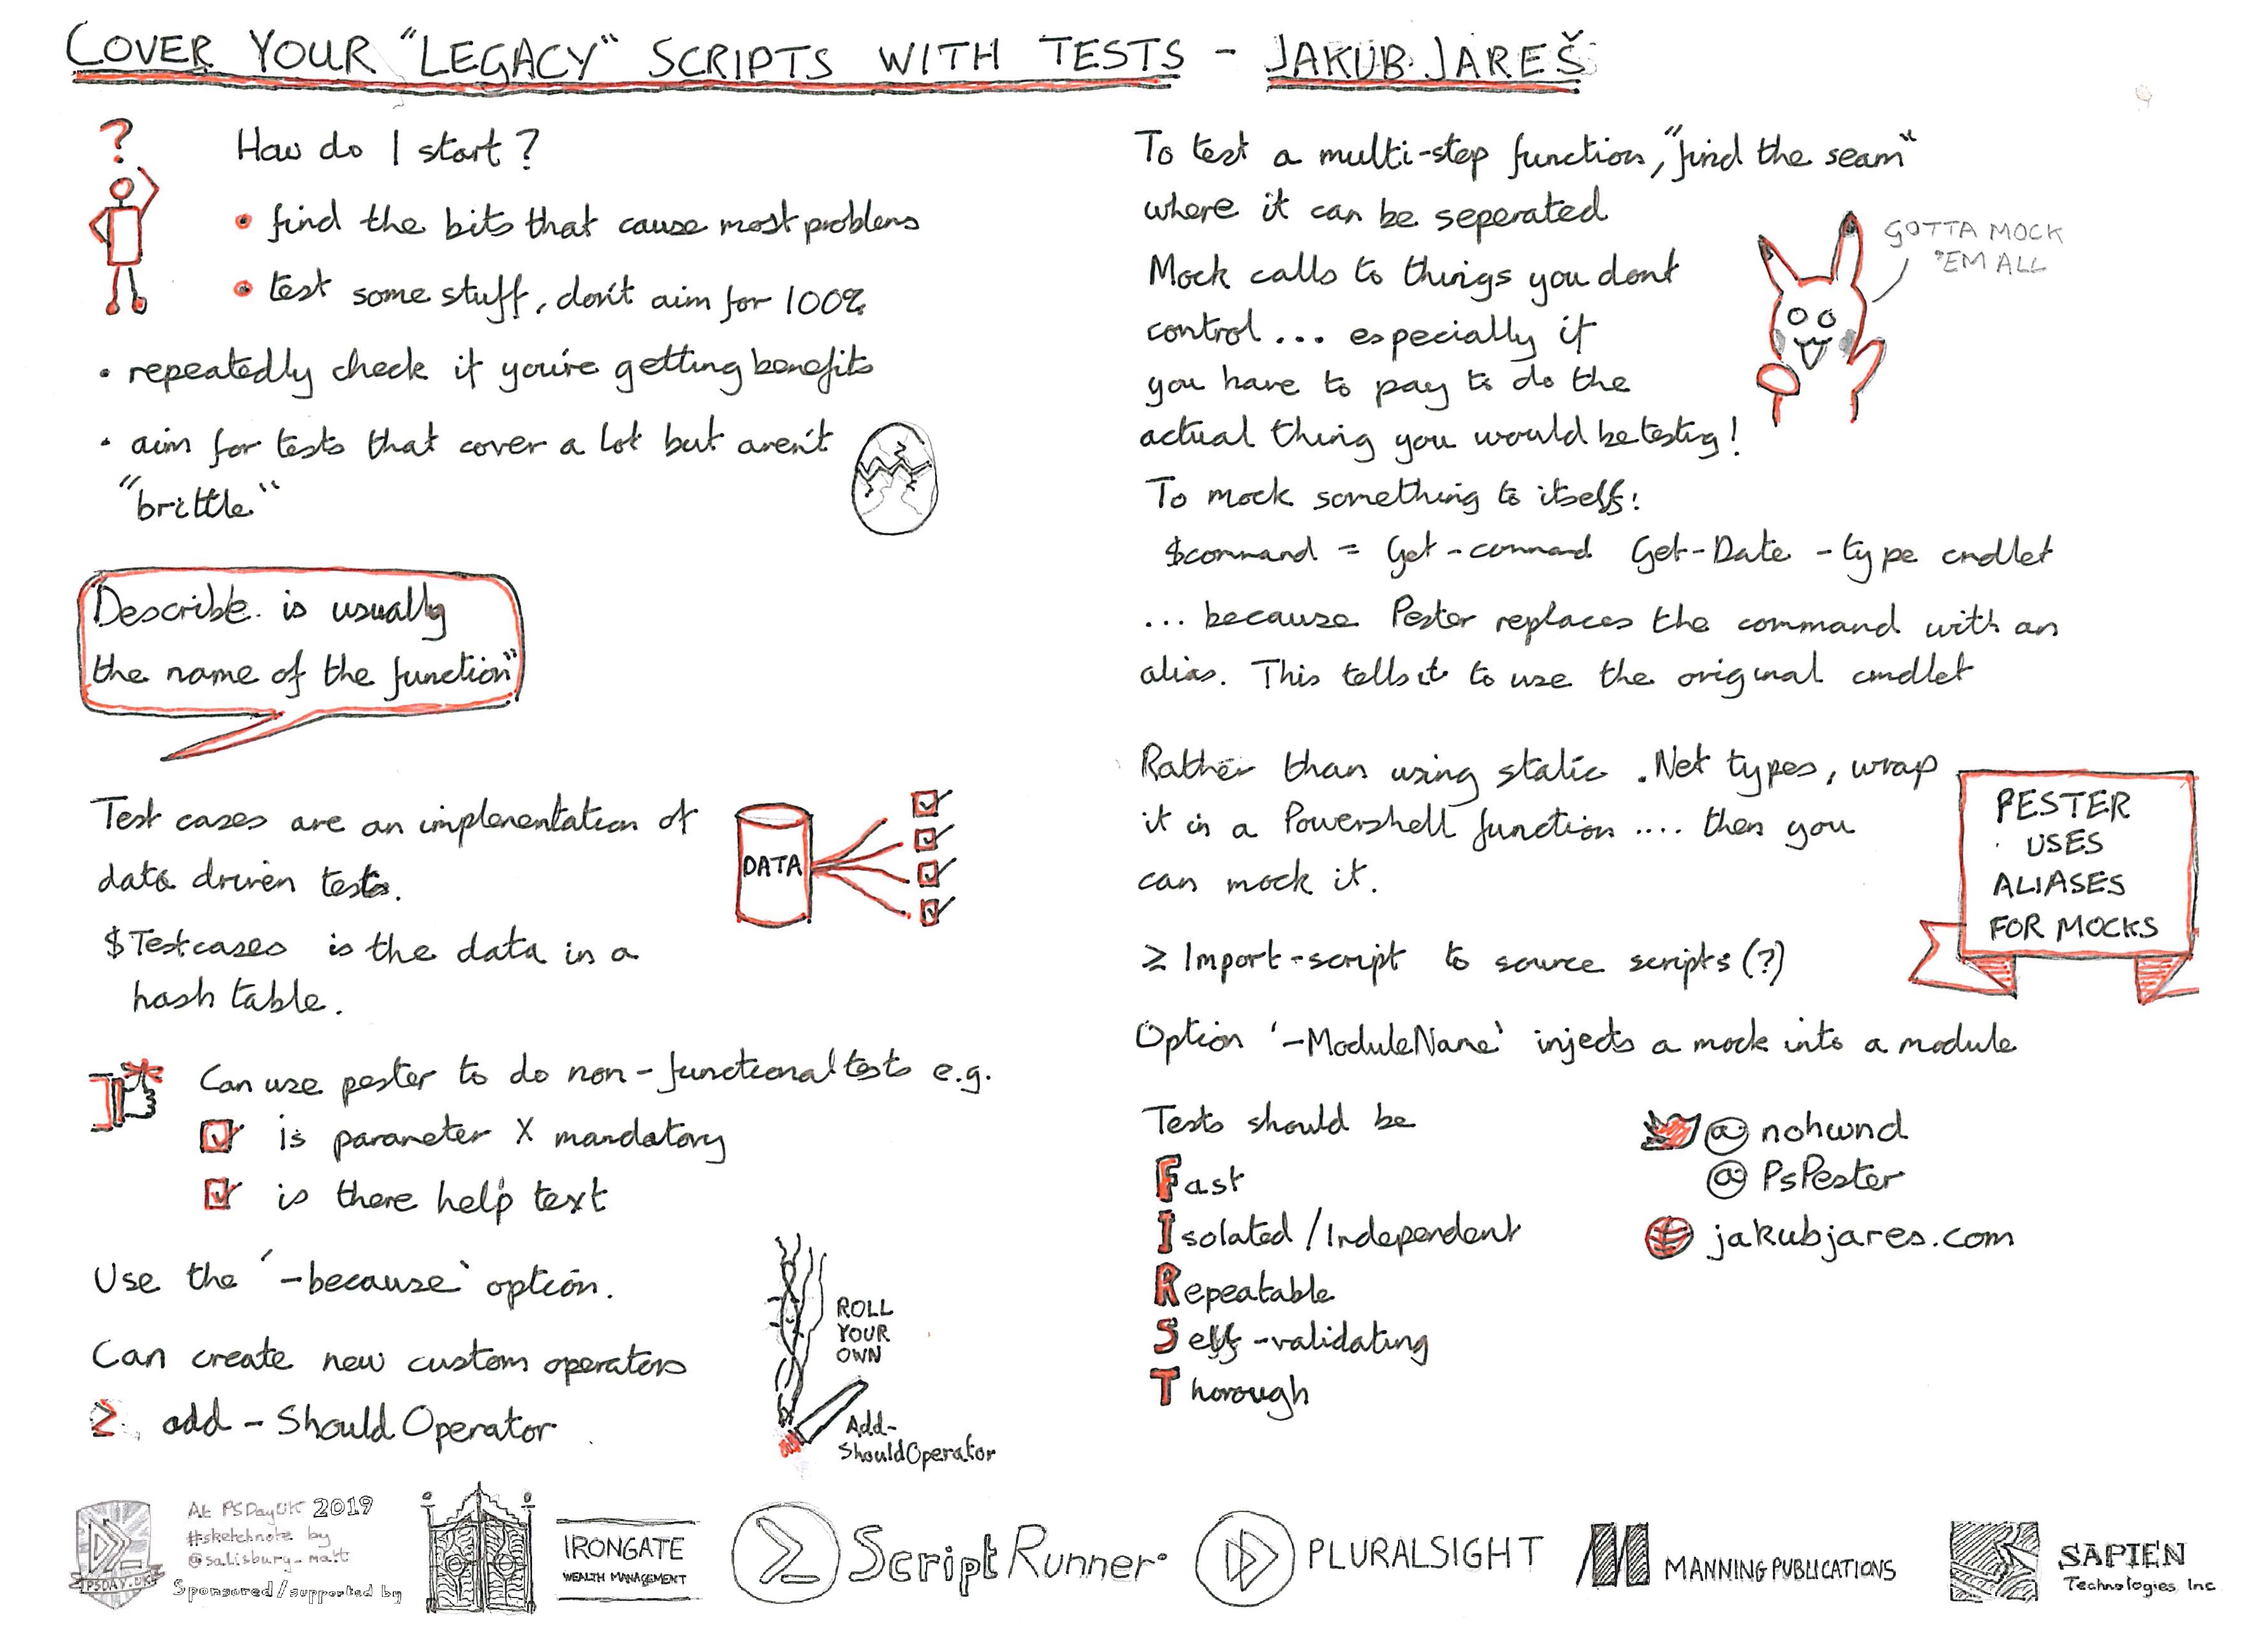 COVER YOUR "LEGACY" SCRIPTS WITH TESTS - JAKUB JAREŠ
?
How do I start?
• find the bits that cause most problems
• test some stuff, don't aim for 100%
• repeatedly check if you're getting benefits
• aim for tests that cover a lot but aren't
"brittle"
Describe is usually
the name of the function"
Test cases are an implementation of
data driven tests.
DATA
$Testcases is the data in a
hash table.
Can use pester to do non-functional tests e.g.
is parameter X mandatory
is there help text
Use the '-because' option.
Can create new custom operators
add-ShouldOperator
ROLL
YOUR
OWN
Add-
ShouldOperator
To test a multi-step function, "find the seam"
where it can be seperated
GOTTA MOCK
'EM ALL
Mock calls to things you dont
control... especially if
you have to pay to do the
actual thing you would be testig!
To mock something to itself:
$command = Get-command Get-Date -type cmdlet
... because Pester replaces the command with an
alias. This tells it to use the original cmdlet
Rather than using static .Net types, wrap
it in a Powershell function .... then you
can mock it.
PESTER
USES
ALIASES
FOR MOCKS
≥ Import-script to source scripts (?)
Option '-ModuleName' injects a mock into a module
Tests should be
Fast
Isolated / Independent
Repeatable
Self-validating
Thorough
@nohwnd
@PsPester
jakubjares.com
PSDAY.UK
At PSDayUK 2019
#sketchnote by
@salisbury_matt
Sponsored/supported by
IRONGATE
WEALTH MANAGEMENT
ScriptRunner
PLURALSIGHT
M MANNING PUBLICATIONS
SAPIEN
Technologies Inc